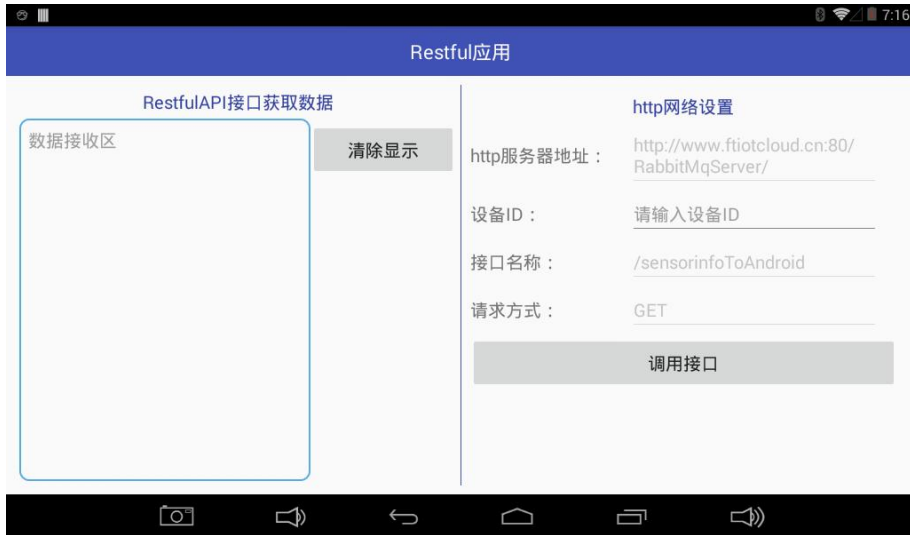 7:16
Restful应用
RestfulAPI接口获取数据
数据接收区
清除显示
http网络设置
http服务器地址：
http://www.ftiotcloud.cn:80/
RabbitMqServer/
设备ID：
请输入设备ID
接口名称：
/sensorinfoToAndroid
请求方式：
GET
调用接口